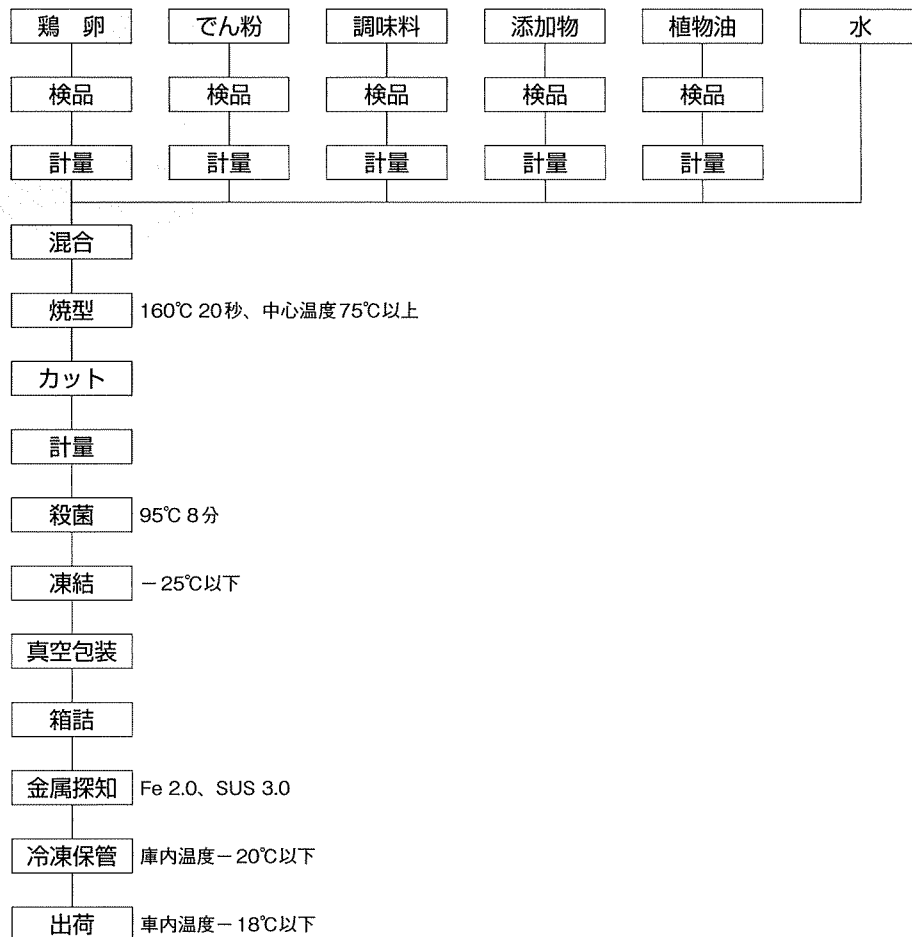 鶏 卵 でん粉 調味料 添加物 植物油 水
検品 検品 検品 検品 検品
計量 計量 計量 計量 計量
混合
焼型 160℃ 20秒、中心温度75℃以上
カット
計量
殺菌 95℃ 8分
凍結 −25℃以下
真空包装
箱詰
金属探知 Fe 2.0、SUS 3.0
冷凍保管 庫内温度−20℃以下
出荷 車内温度−18℃以下